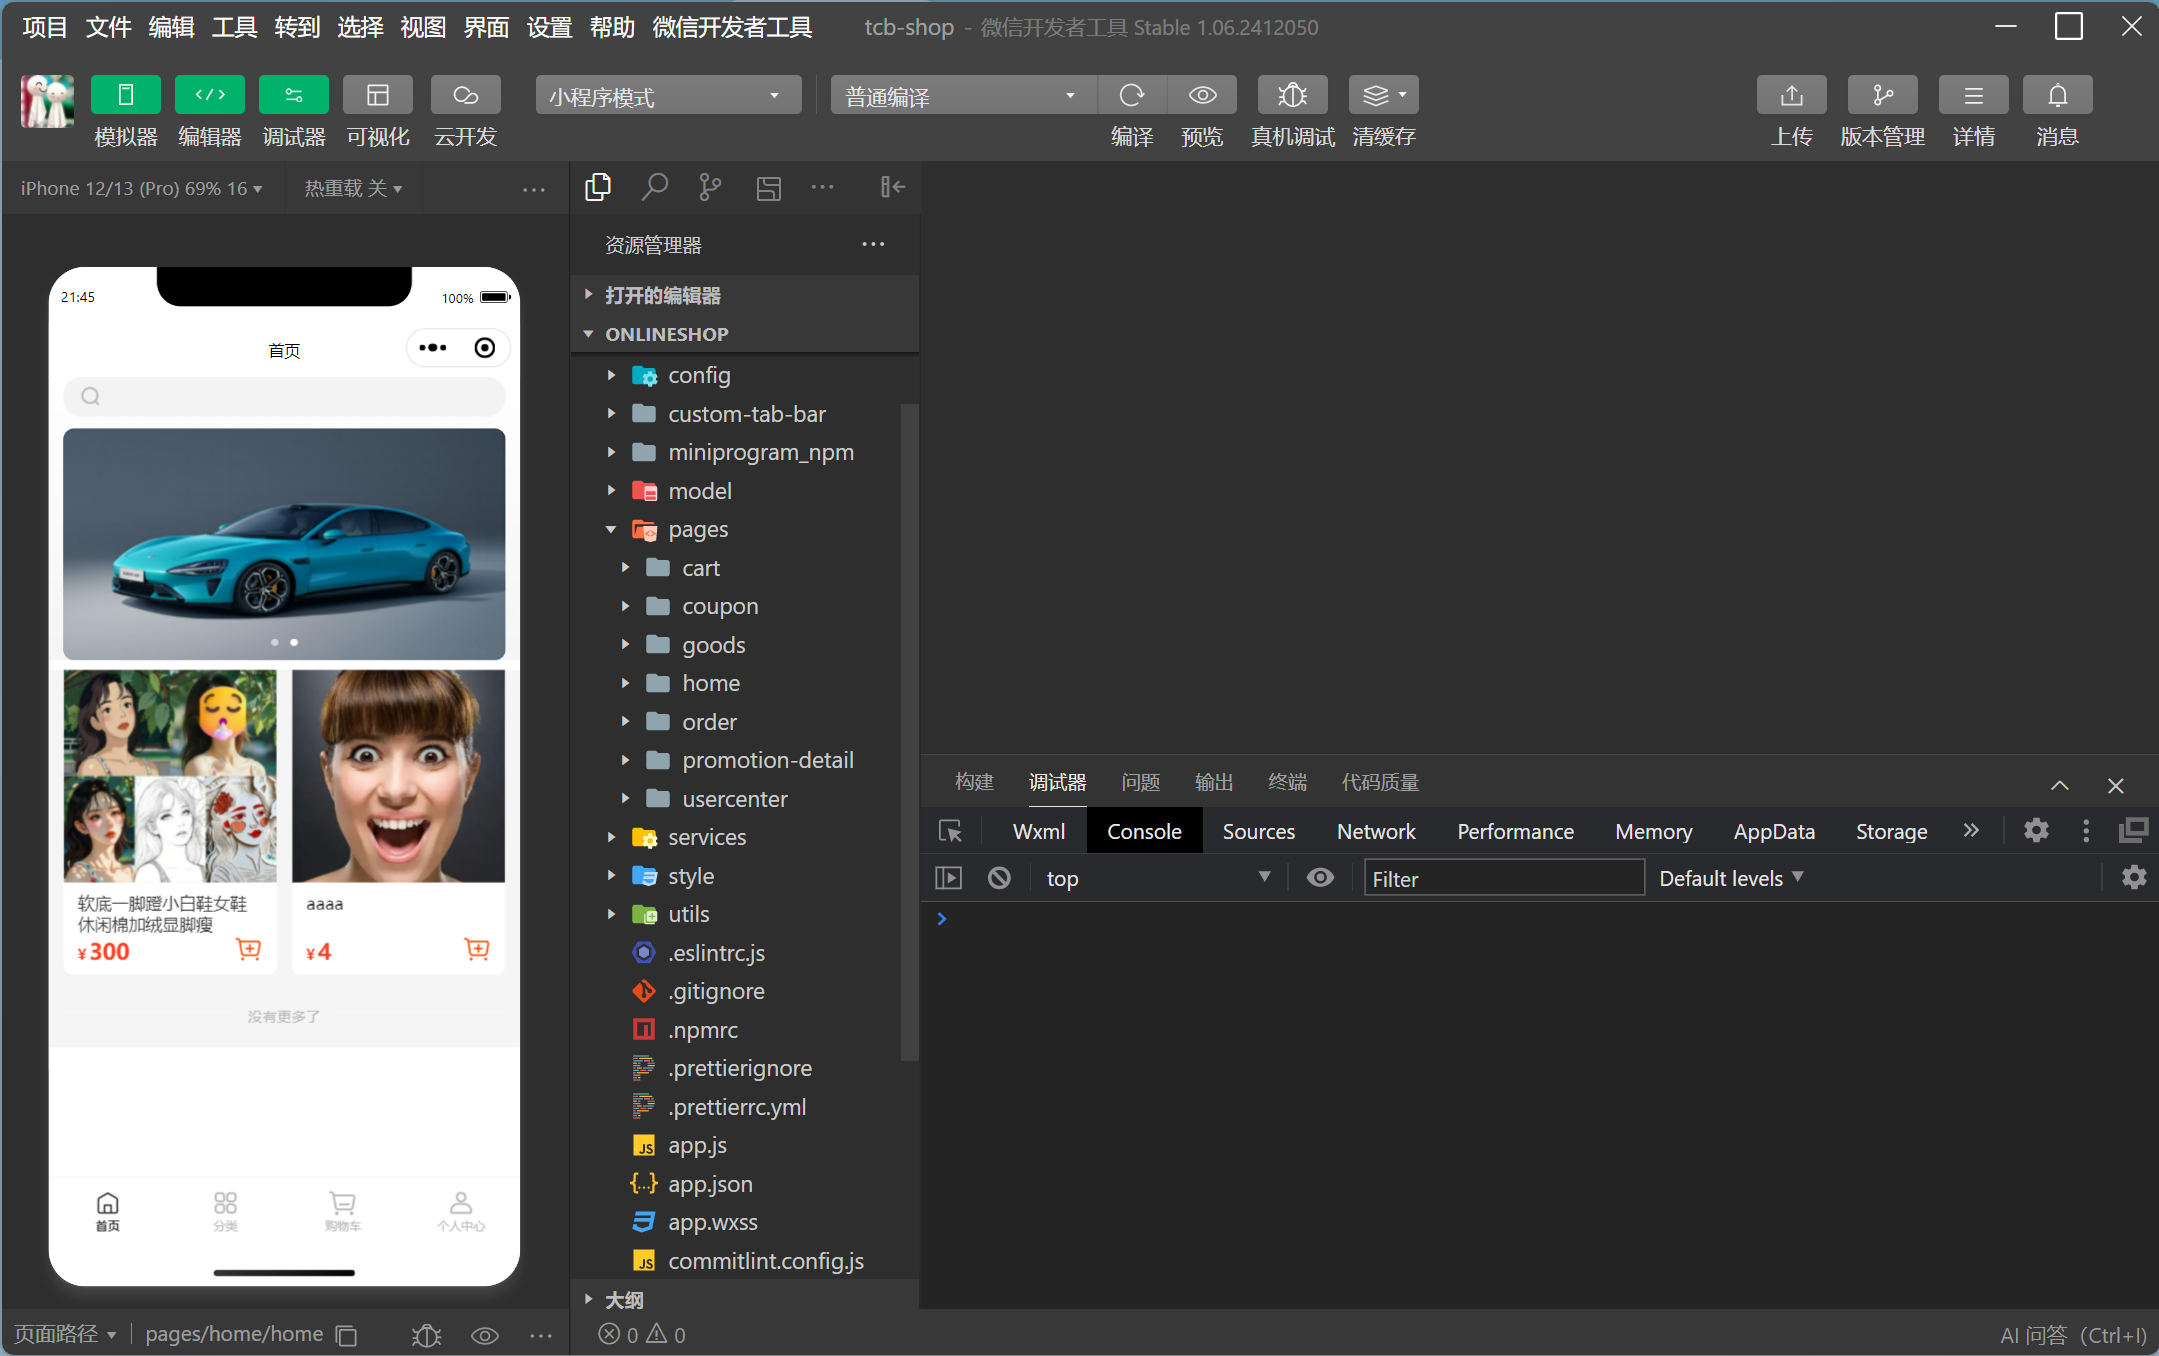 项目 文件 编辑 工具 转到 选择 视图 界面 设置 帮助 微信开发者工具 tcb-shop - 微信开发者工具 Stable 1.06.2412050
小程序模式 普通编译
模拟器 编辑器 调试器 可视化 云开发 编译 预览 真机调试 清缓存 上传 版本管理 详情 消息
iPhone 12/13 (Pro) 69% 16 热重载 关
21:45 100%
首页
软底一脚蹬小白鞋女鞋
休闲棉加绒显脚瘦
¥300
aaaa
¥4
没有更多了
首页 分类 购物车 个人中心
页面路径 pages/home/home
资源管理器
打开的编辑器
ONLINESHOP
config
custom-tab-bar
miniprogram_npm
model
pages
cart
coupon
goods
home
order
promotion-detail
usercenter
services
style
utils
.eslintrc.js
.gitignore
.npmrc
.prettierignore
.prettierrc.yml
app.js
app.json
app.wxss
commitlint.config.js
大纲
0 0
构建 调试器 问题 输出 终端 代码质量
Wxml Console Sources Network Performance Memory AppData Storage
top Filter Default levels
AI 问答 (Ctrl+I)